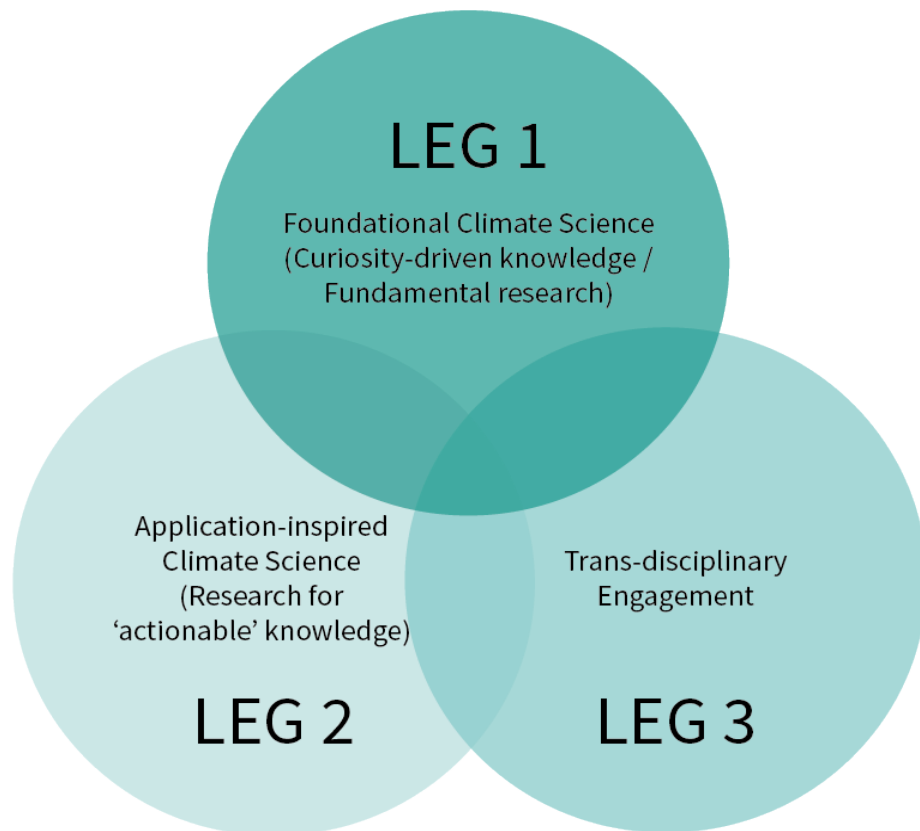 LEG 1
Foundational Climate Science
(Curiosity-driven knowledge /
Fundamental research)
Application-inspired
Climate Science
(Research for
‘actionable’ knowledge)
LEG 2
Trans-disciplinary
Engagement
LEG 3